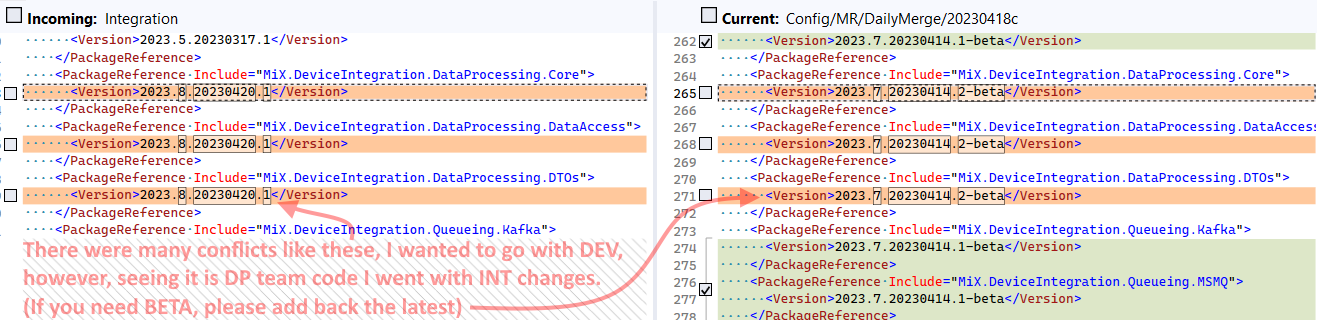 Incoming: Integration
<Version>2023.5.20230317.1</Version>
</PackageReference>
<PackageReference Include="MiX.DeviceIntegration.DataProcessing.Core">
<Version>2023.8.20230420.1</Version>
</PackageReference>
<PackageReference Include="MiX.DeviceIntegration.DataProcessing.DataAccess">
<Version>2023.8.20230420.1</Version>
</PackageReference>
<PackageReference Include="MiX.DeviceIntegration.DataProcessing.DTOs">
<Version>2023.8.20230420.1</Version>
</PackageReference>
<PackageReference Include="MiX.DeviceIntegration.Queueing.Kafka">
There were many conflicts like these, I wanted to go with DEV,
however, seeing it is DP team code I went with INT changes.
(If you need BETA, please add back the latest)
Current: Config/MR/DailyMerge/20230418c
262 <Version>2023.7.20230414.1-beta</Version>
263 </PackageReference>
264 <PackageReference Include="MiX.DeviceIntegration.DataProcessing.Core">
265 <Version>2023.7.20230414.2-beta</Version>
266 </PackageReference>
267 <PackageReference Include="MiX.DeviceIntegration.DataProcessing.DataAccess
268 <Version>2023.7.20230414.2-beta</Version>
269 </PackageReference>
270 <PackageReference Include="MiX.DeviceIntegration.DataProcessing.DTOs">
271 <Version>2023.7.20230414.2-beta</Version>
272 </PackageReference>
273 <PackageReference Include="MiX.DeviceIntegration.Queueing.Kafka">
274 <Version>2023.7.20230414.1-beta</Version>
275 </PackageReference>
276 <PackageReference Include="MiX.DeviceIntegration.Queueing.MSMQ">
277 <Version>2023.7.20230414.1-beta</Version>
278 </PackageReference>